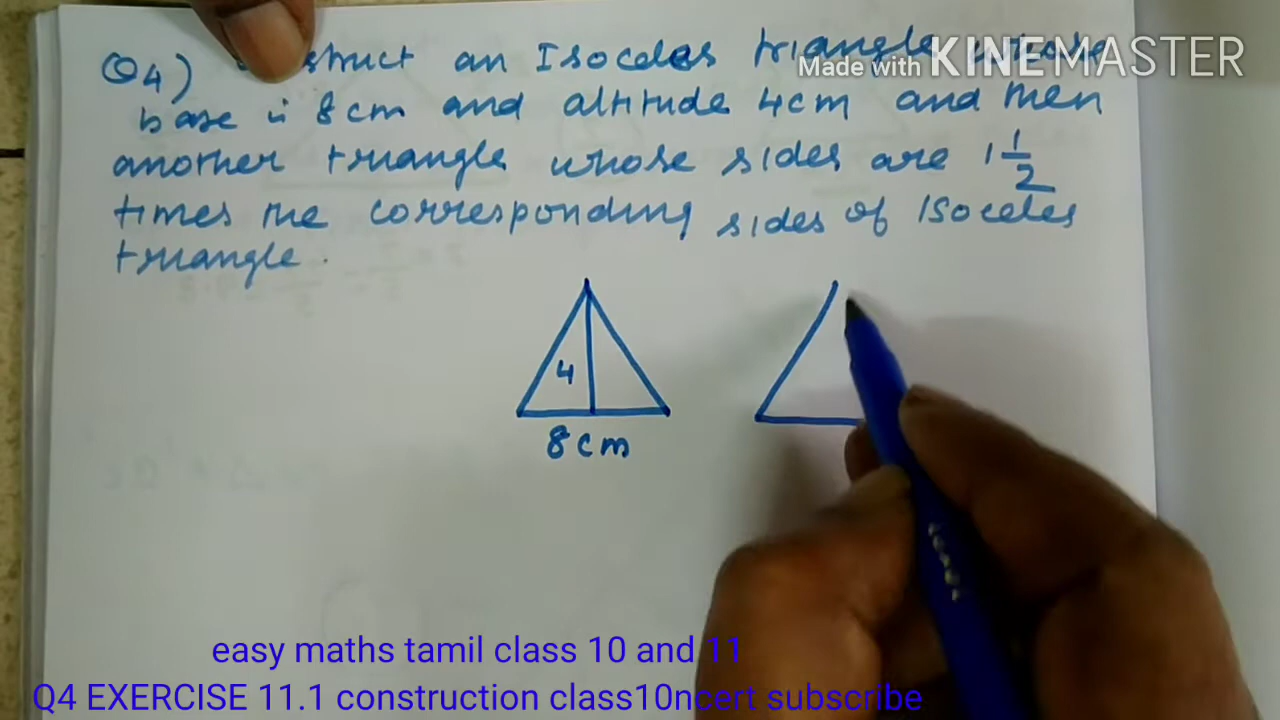 Q4) struct an Isoceles triangle whose
Made with KINEMASTER
base is 8cm and altitude 4cm and then
another triangle whose sides are 1 1/2
times the corresponding sides of Isoceles
triangle.
4
8cm
easy maths tamil class 10 and 11
Q4 EXERCISE 11.1 construction class10ncert subscribe